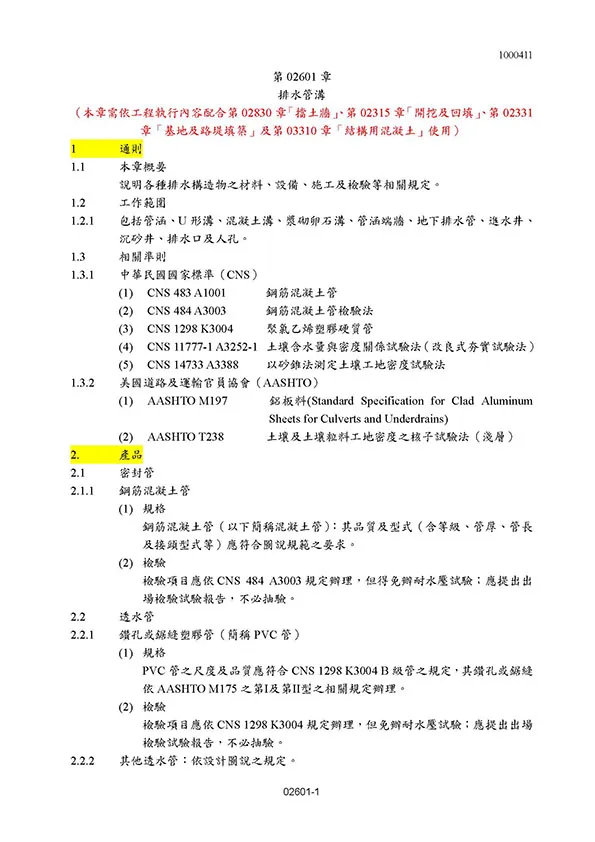 1000411
第 02601 章
排水管溝
（本章需依工程執行內容配合第 02830 章「擋土牆」、第 02315 章「開挖及回填」、第 02331
章「基地及路堤填築」及第 03310 章「結構用混凝土」使用）
1 通則
1.1 本章概要
說明各種排水構造物之材料、設備、施工及檢驗等相關規定。
1.2 工作範圍
1.2.1 包括管涵、U 形溝、混凝土溝、漿砌卵石溝、管涵端牆、地下排水管、進水井、
沉砂井、排水口及人孔。
1.3 相關準則
1.3.1 中華民國國家標準（CNS）
(1) CNS 483 A1001 鋼筋混凝土管
(2) CNS 484 A3003 鋼筋混凝土管檢驗法
(3) CNS 1298 K3004 聚氯乙烯塑膠硬質管
(4) CNS 11777-1 A3252-1 土壤含水量與密度關係試驗法（改良式夯實試驗法）
(5) CNS 14733 A3388 以砂錐法測定土壤工地密度試驗法
1.3.2 美國道路及運輸官員協會（AASHTO）
(1) AASHTO M197 鋁板料(Standard Specification for Clad Aluminum
Sheets for Culverts and Underdrains)
(2) AASHTO T238 土壤及土壤粒料工地密度之核子試驗法（淺層）
2. 產品
2.1 密封管
2.1.1 鋼筋混凝土管
(1) 規格
鋼筋混凝土管（以下簡稱混凝土管）：其品質及型式（含等級、管厚、管長
及接頭型式等）應符合圖說規範之要求。
(2) 檢驗
檢驗項目應依 CNS 484 A3003 規定辦理，但得免辦耐水壓試驗；應提出出
場檢驗試驗報告，不必抽驗。
2.2 透水管
2.2.1 鑽孔或鋸縫塑膠管（簡稱 PVC 管）
(1) 規格
PVC 管之尺度及品質應符合 CNS 1298 K3004 B 級管之規定，其鑽孔或鋸縫
依 AASHTO M175 之第I及第II型之相關規定辦理。
(2) 檢驗
檢驗項目應依 CNS 1298 K3004 規定辦理，但免辦耐水壓試驗；應提出出場
檢驗試驗報告，不必抽驗。
2.2.2 其他透水管：依設計圖說之規定。
02601-1